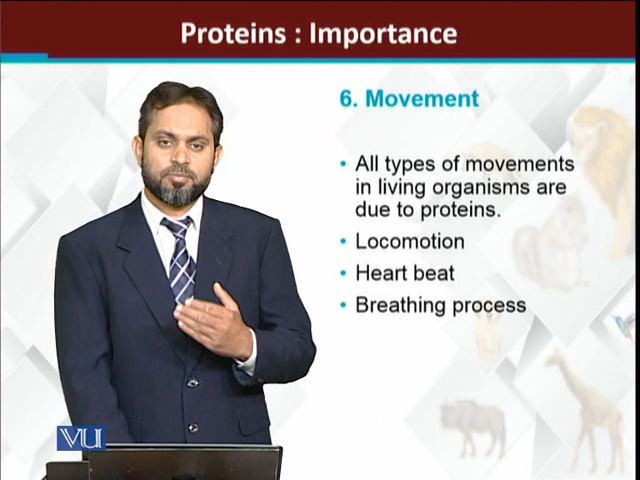 Proteins : Importance
6. Movement
• All types of movements
in living organisms are
due to proteins.
• Locomotion
• Heart beat
• Breathing process
VU